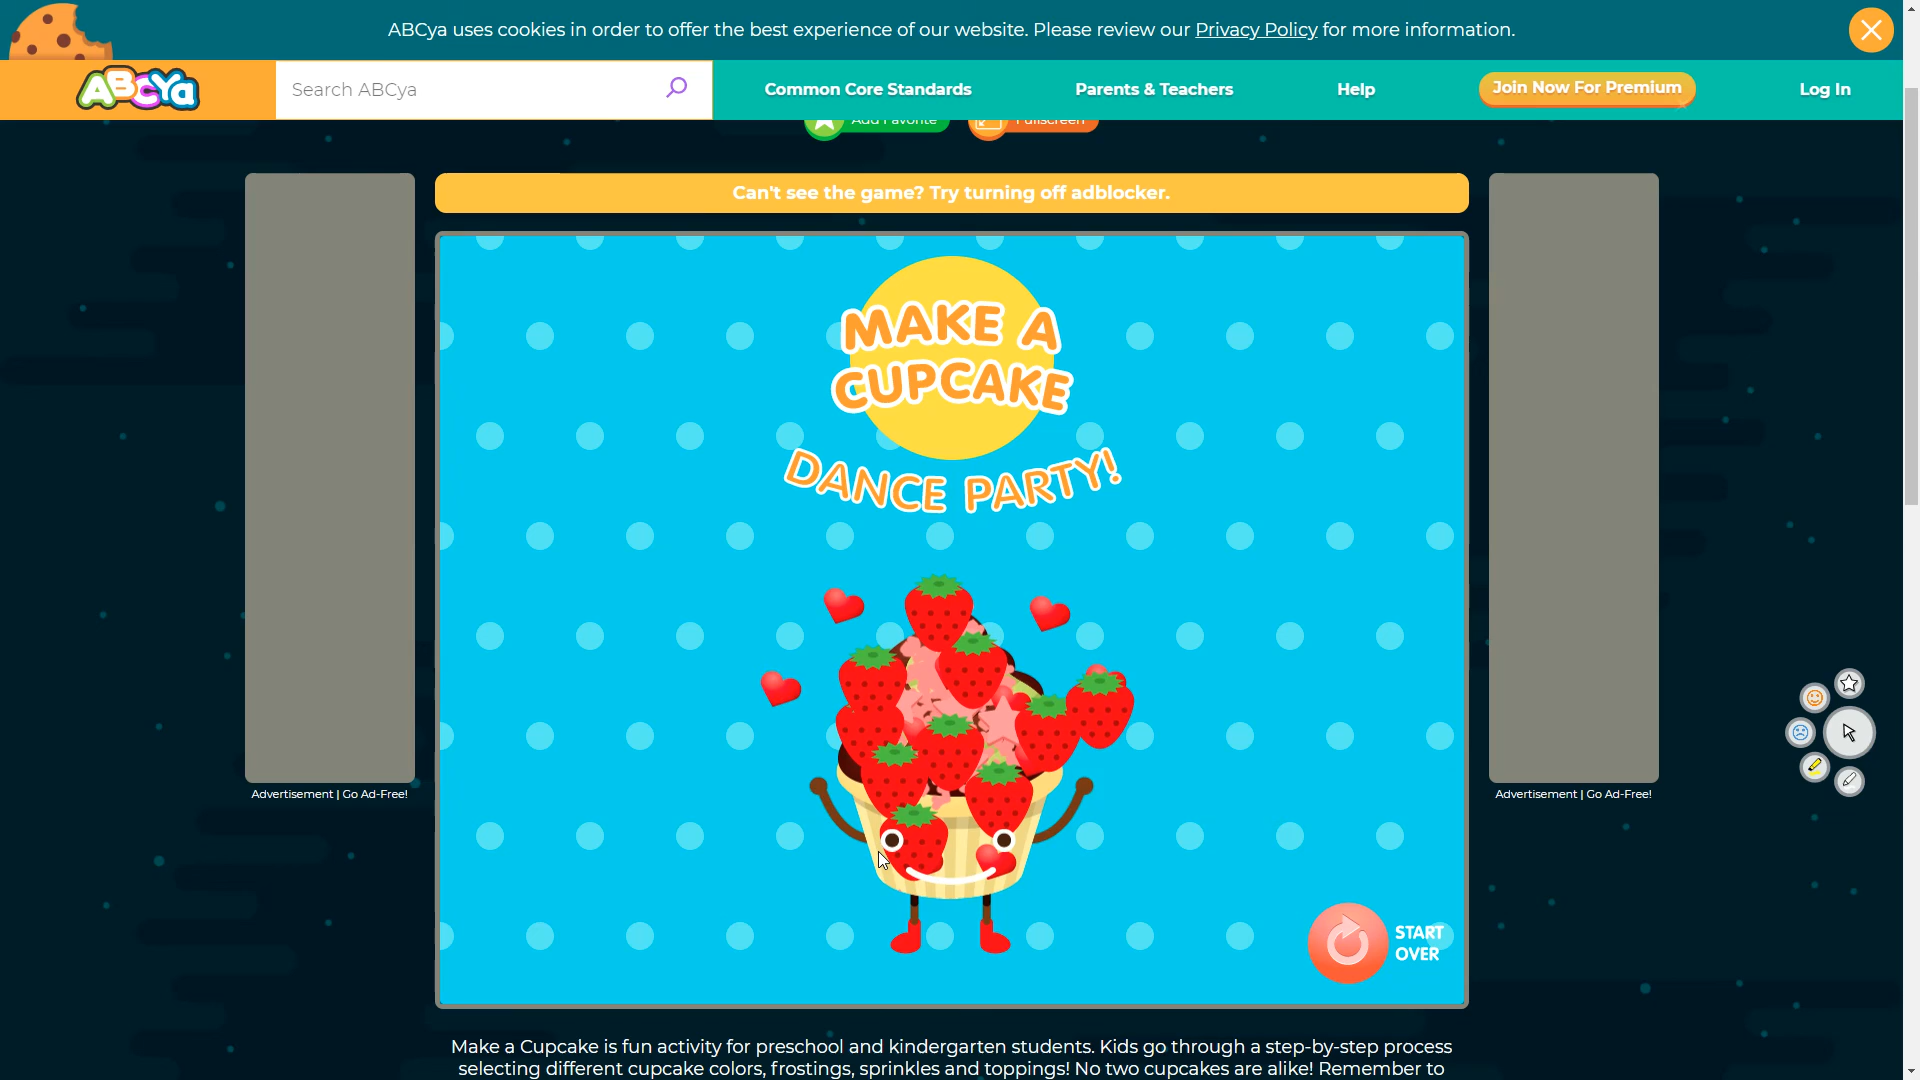 ABCya uses cookies in order to offer the best experience of our website. Please review our Privacy Policy for more information.
ABCYa
Search ABCya
Common Core Standards
Parents & Teachers
Help
Join Now For Premium
Log In
Add Favorite
Fullscreen
Can't see the game? Try turning off adblocker.
MAKE A
CUPCAKE
DANCE PARTY!
Advertisement | Go Ad-Free!
Advertisement | Go Ad-Free!
START
OVER
Make a Cupcake is fun activity for preschool and kindergarten students. Kids go through a step-by-step process
selecting different cupcake colors, frostings, sprinkles and toppings! No two cupcakes are alike! Remember to